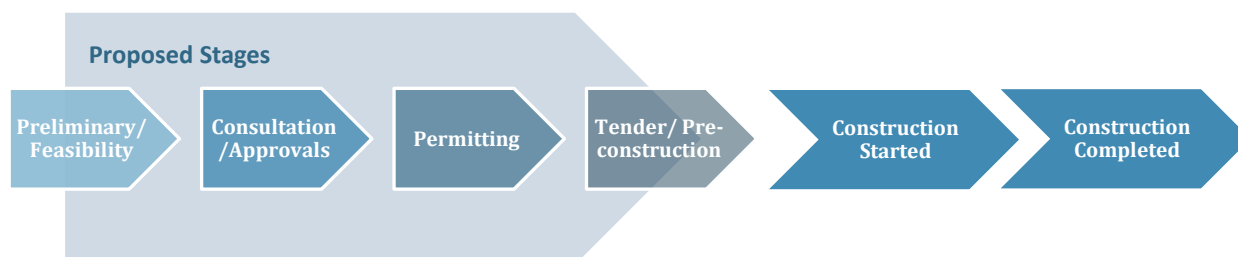 Proposed Stages
Preliminary/
Feasibility
Consultation
/Approvals
Permitting
Tender/ Pre-
construction
Construction
Started
Construction
Completed